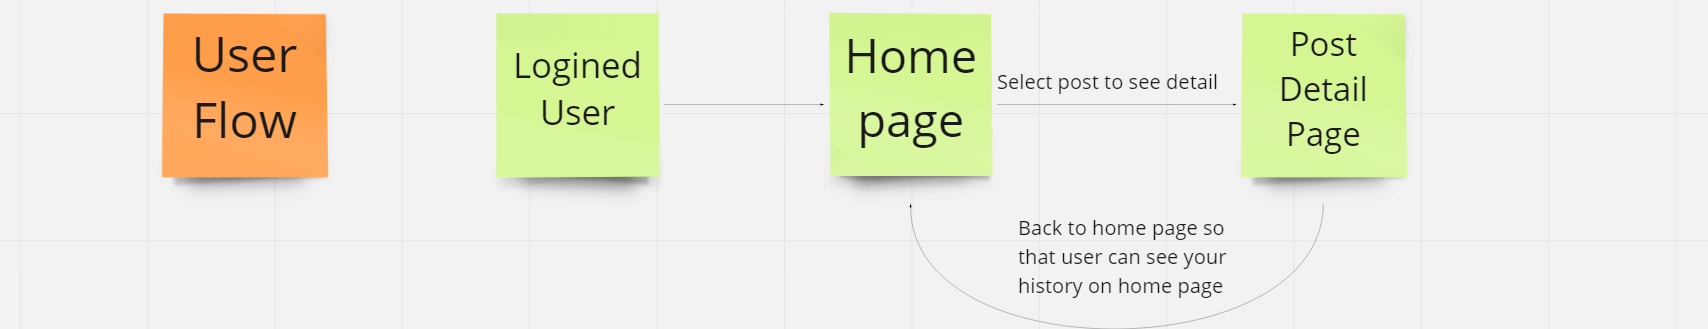 User
Flow
Logined
User
Home
page
Select post to see detail
Post
Detail
Page
Back to home page so
that user can see your
history on home page